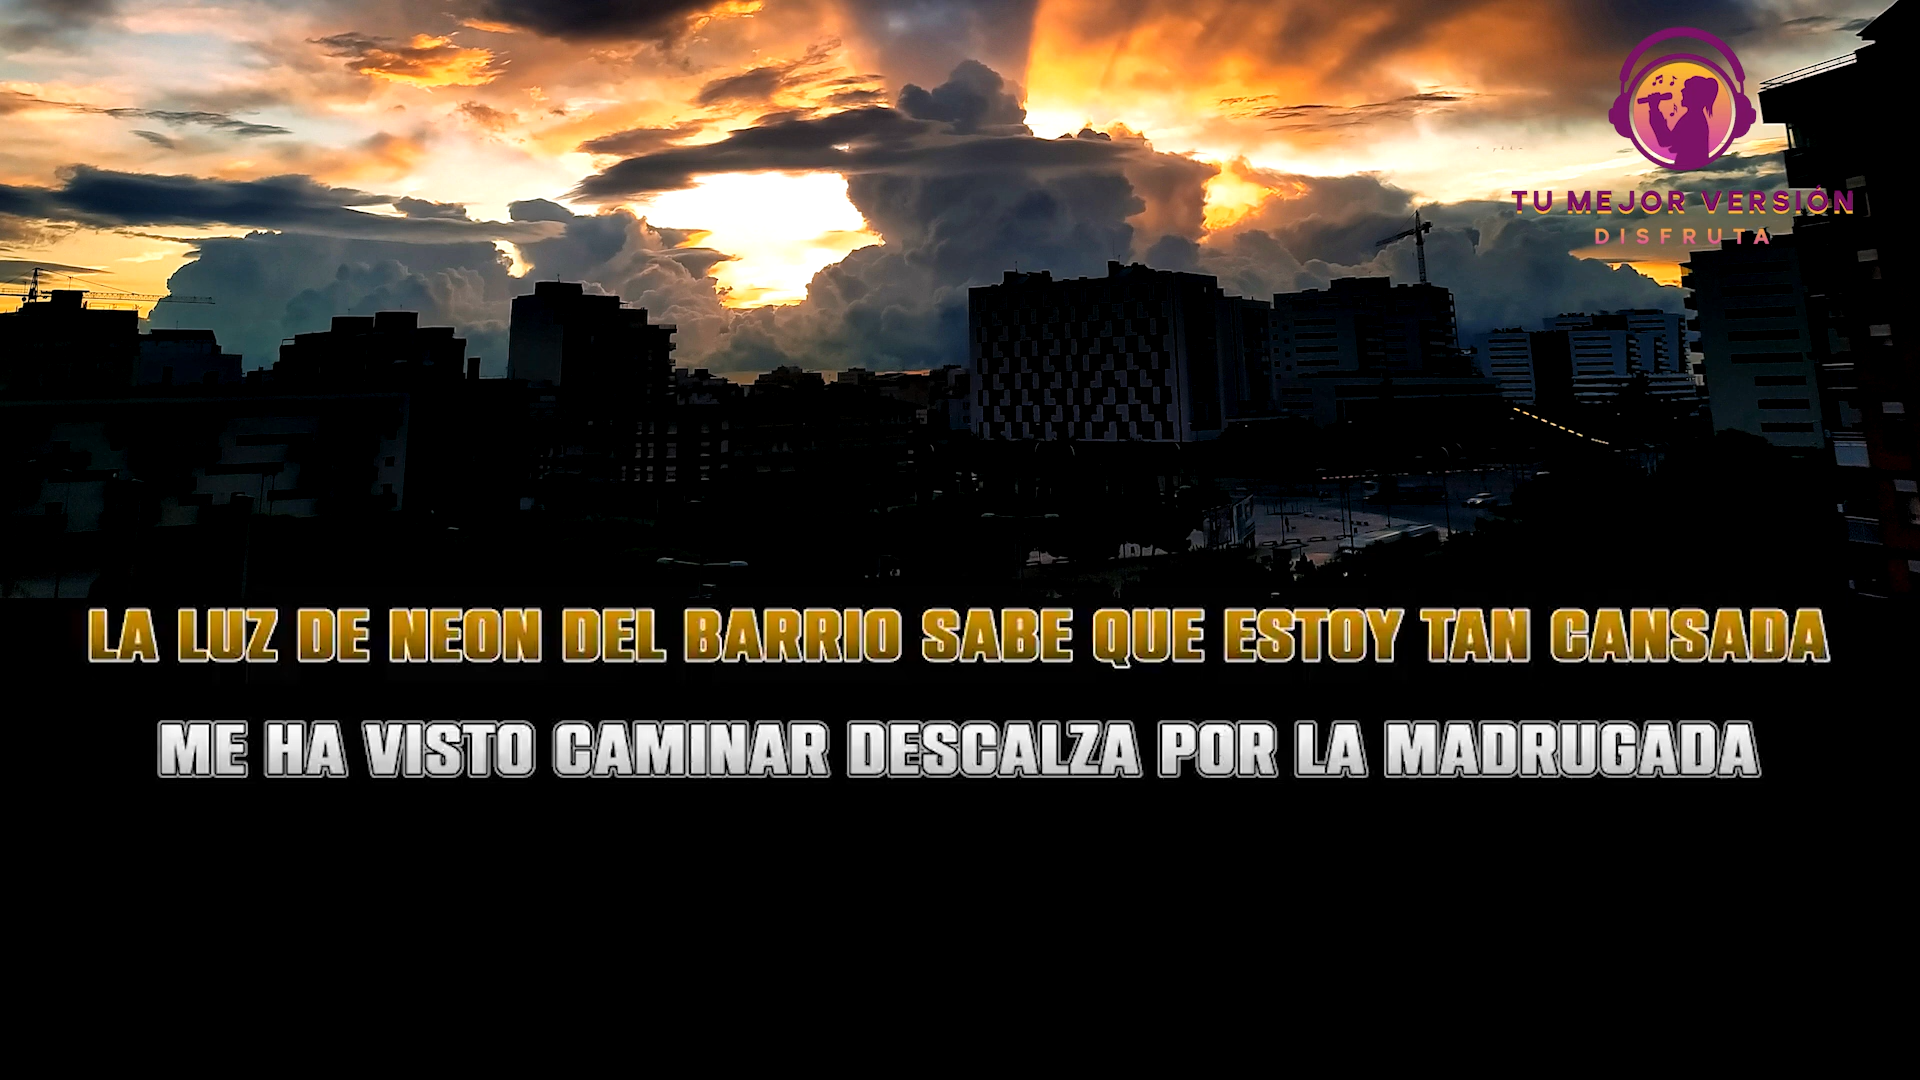 TU MEJOR VERSIÓN
DISFRUTA
LA LUZ DE NEON DEL BARRIO SABE QUE ESTOY TAN CANSADA
ME HA VISTO CAMINAR DESCALZA POR LA MADRUGADA